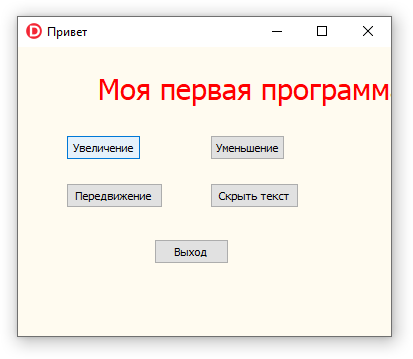 Привет
Моя первая программ
Увеличение
Уменьшение
Передвижение
Скрыть текст
Выход